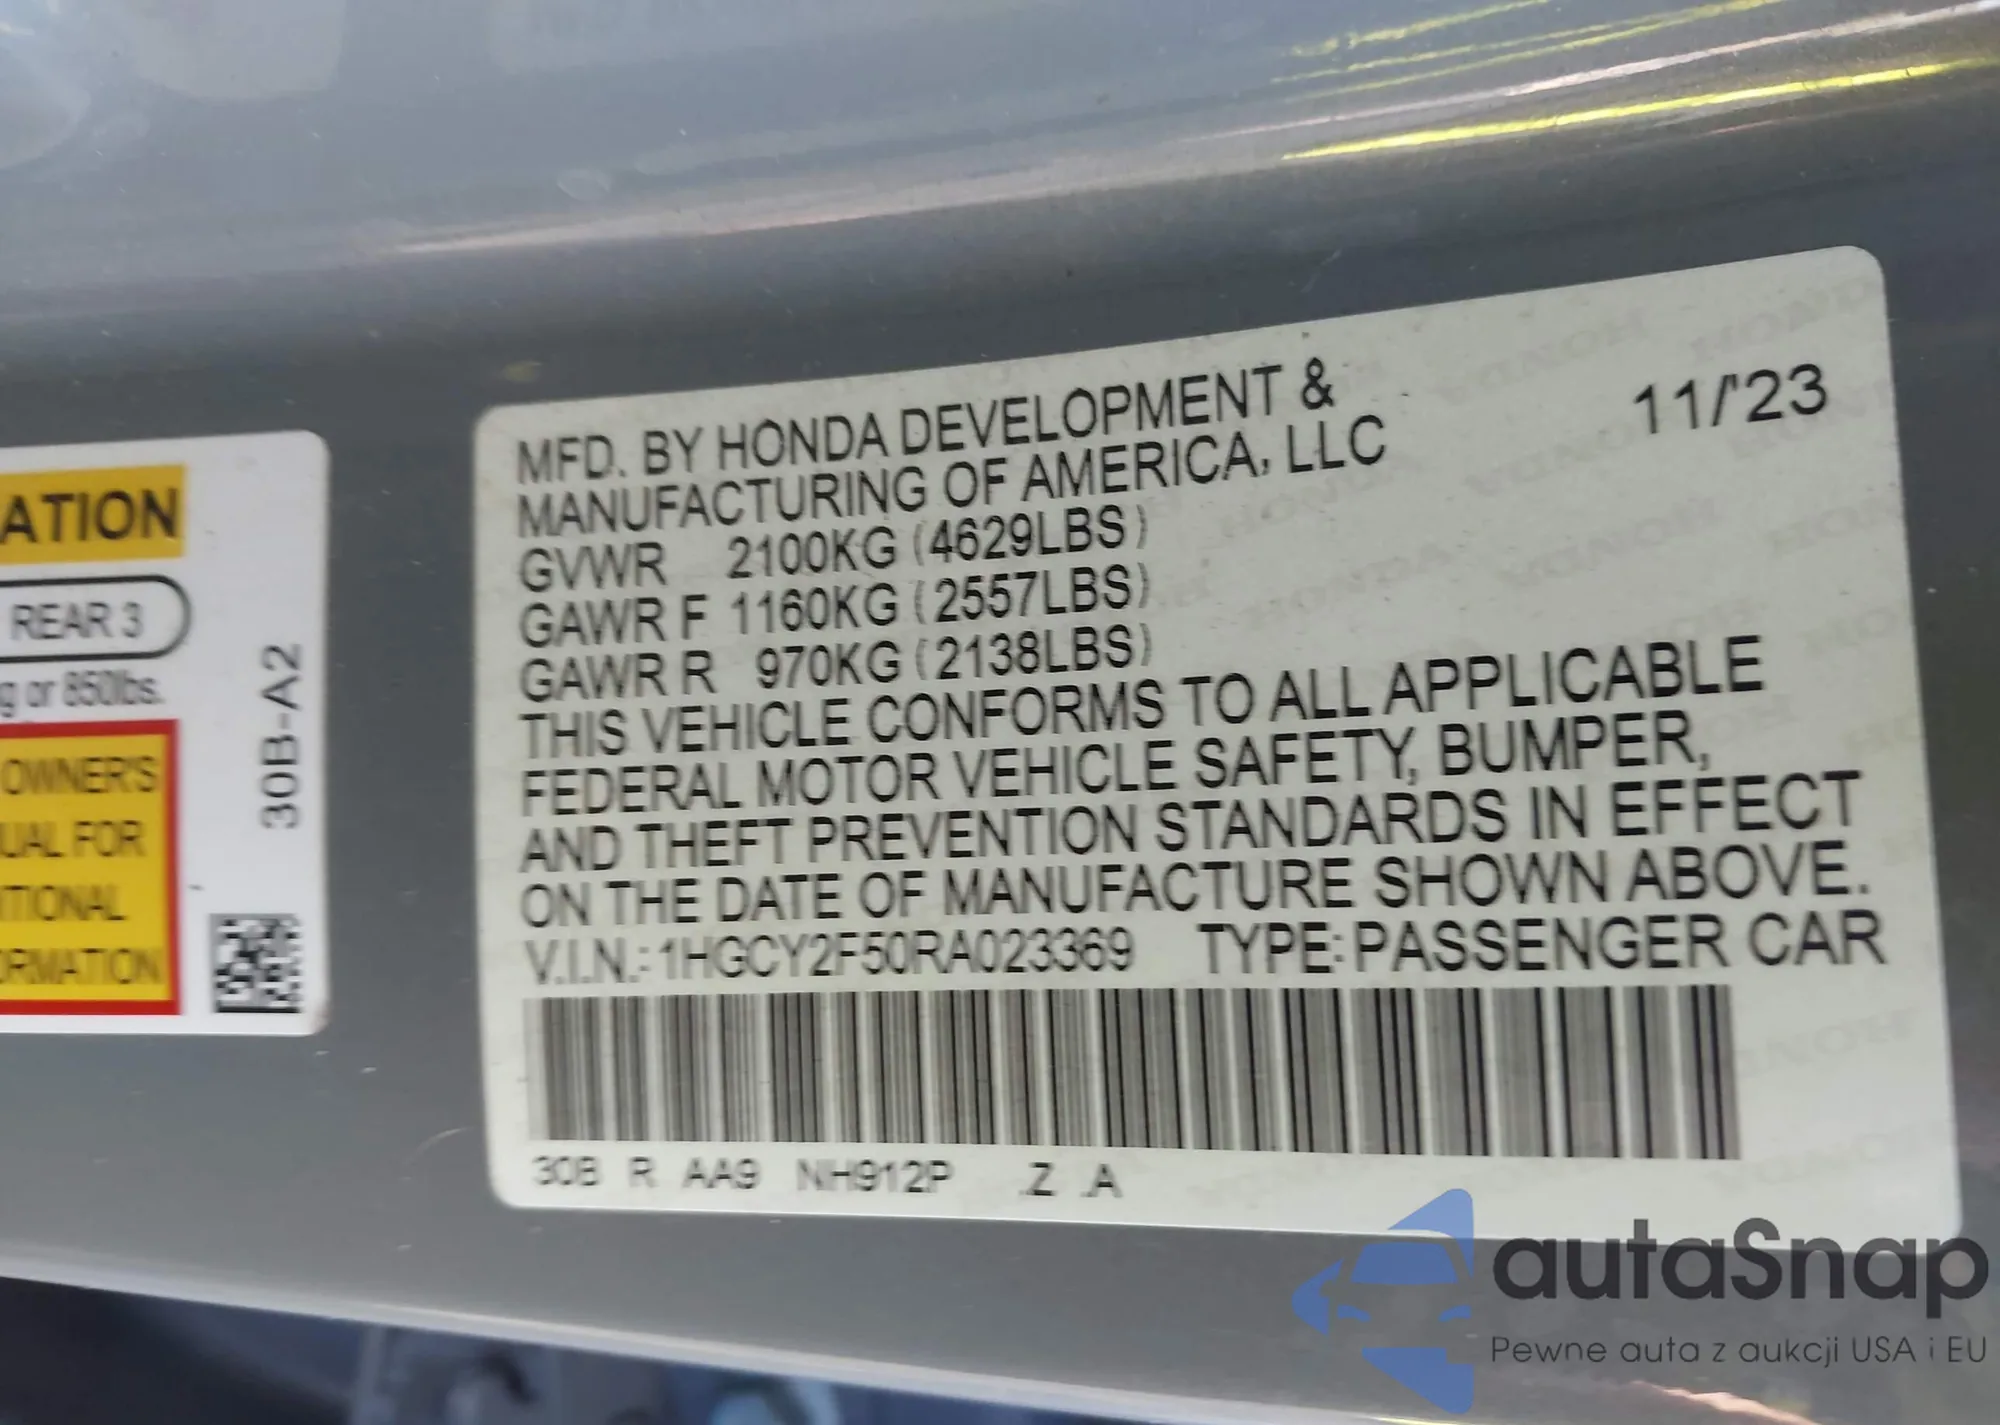 ATION
REAR 3
g or 850lbs.
OWNER'S
UAL FOR
ITIONAL
ORMATION
30B-A2
MFD. BY HONDA DEVELOPMENT &
MANUFACTURING OF AMERICA, LLC
11/'23
GVWR 2100KG (4629LBS)
GAWR F 1160KG (2557LBS)
GAWR R 970KG (2138LBS)
THIS VEHICLE CONFORMS TO ALL APPLICABLE
FEDERAL MOTOR VEHICLE SAFETY, BUMPER,
AND THEFT PREVENTION STANDARDS IN EFFECT
ON THE DATE OF MANUFACTURE SHOWN ABOVE.
V.I.N.: 1HGCY2F50RA023369 TYPE: PASSENGER CAR
30B R AA9 NH912P .Z .A
autaSnap
Pewne auta z aukcji USA i EU